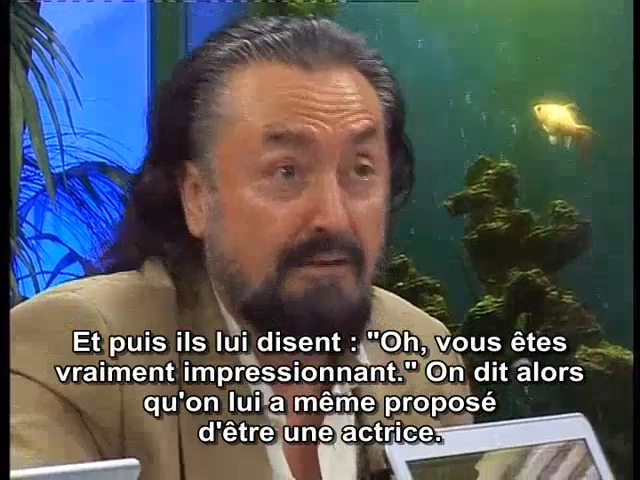 Et puis ils lui disent : "Oh, vous êtes
vraiment impressionnant." On dit alors
qu'on lui a même proposé
d'être une actrice.